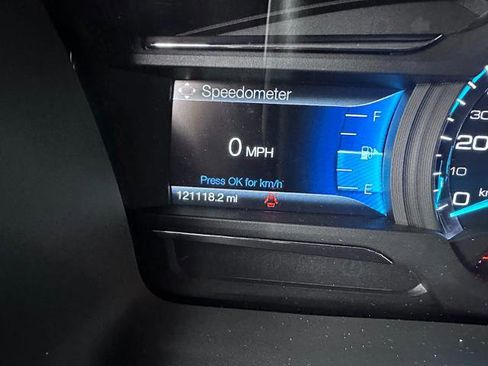 Speedometer
F
0 MPH
Press OK for km/h
E
121118.2 mi
30
20
10
0